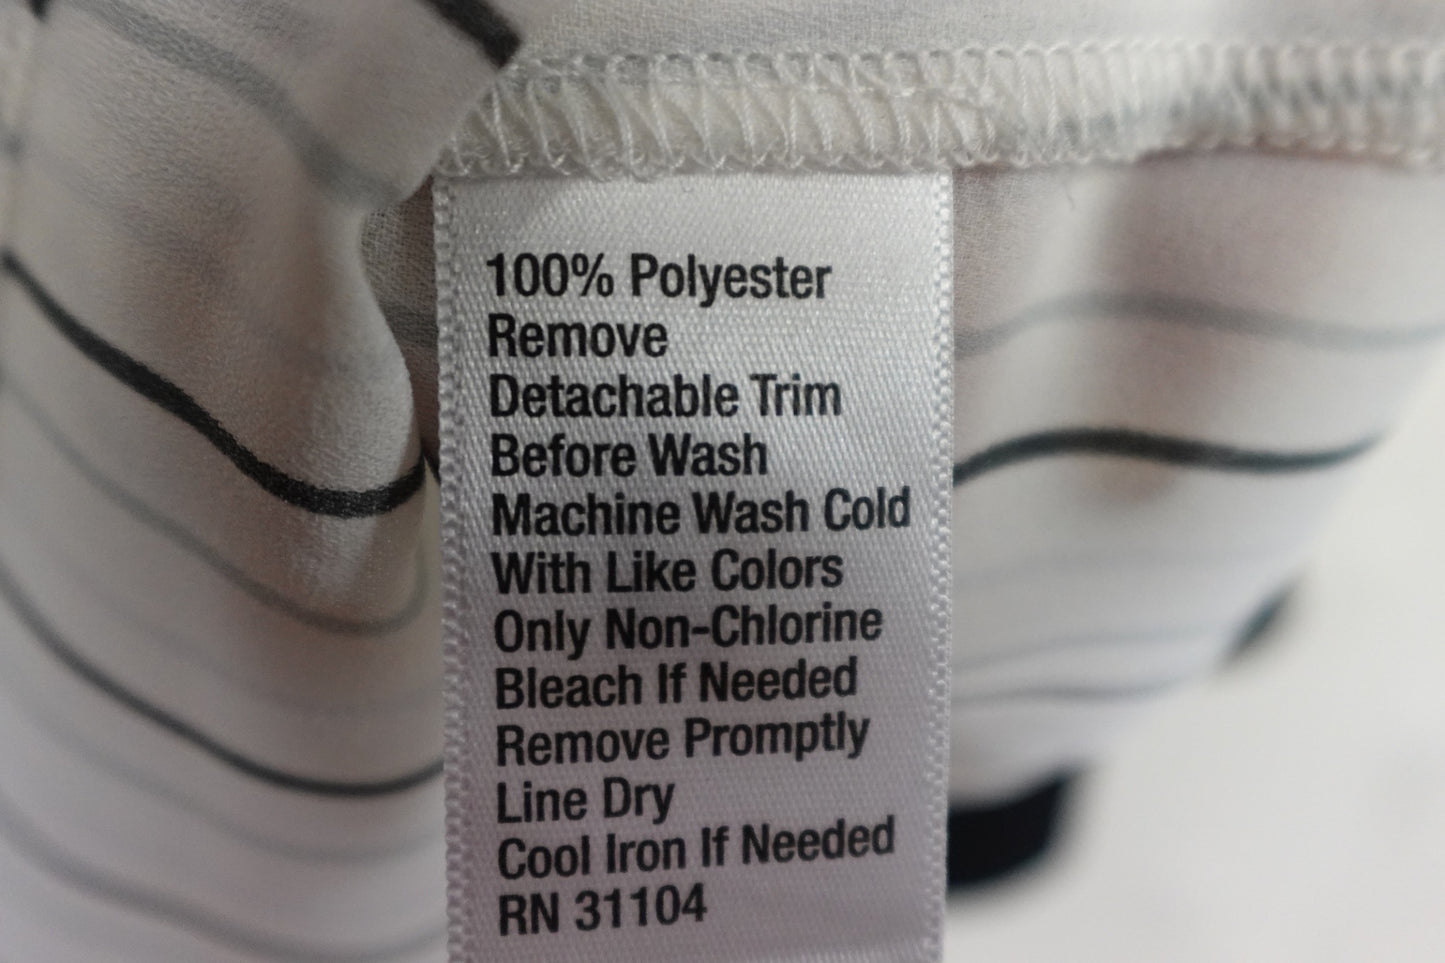 100% Polyester
Remove
Detachable Trim
Before Wash
Machine Wash Cold
With Like Colors
Only Non-Chlorine
Bleach If Needed
Remove Promptly
Line Dry
Cool Iron If Needed
RN 31104